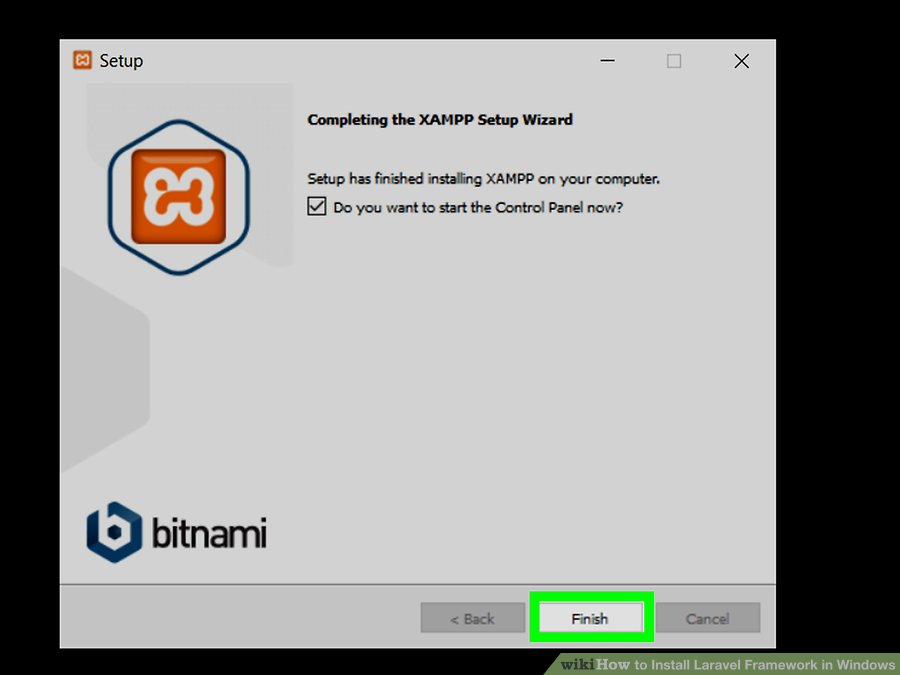 Setup
Completing the XAMPP Setup Wizard
Setup has finished installing XAMPP on your computer.
Do you want to start the Control Panel now?
bitnami
< Back
Finish
Cancel
wikiHow to Install Laravel Framework in Windows